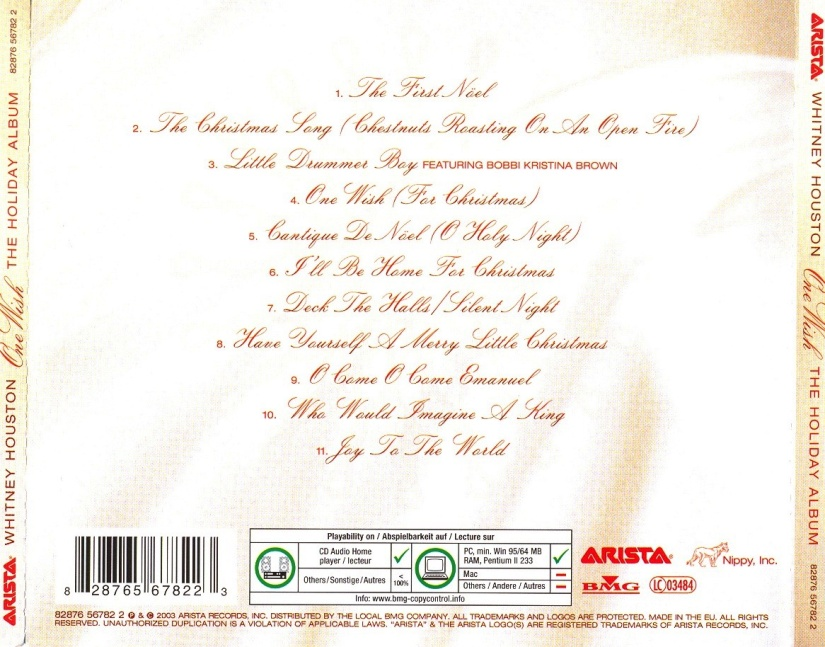 82876 56782 2
ARISTA WHITNEY HOUSTON One Wish THE HOLIDAY ALBUM
1. The First Nöel
2. The Christmas Song (Chestnuts Roasting On An Open Fire)
3. Little Drummer Boy FEATURING BOBBI KRISTINA BROWN
4. One Wish (For Christmas)
5. Cantique De Nöel (O Holy Night)
6. I'll Be Home For Christmas
7. Deck The Halls/Silent Night
8. Have Yourself A Merry Little Christmas
9. O Come O Come Emanuel
10. Who Would Imagine A King
11. Joy To The World
ARISTA WHITNEY HOUSTON One Wish THE HOLIDAY ALBUM
82876 56782 2
8 28765 67822 3
Playability on / Abspielbarkeit auf / Lecture sur
CD Audio Home player / lecteur
Others/Sonstige/Autres < 100%
PC, min. Win 95/64 MB RAM, Pentium II 233
Mac
Others / Andere / Autres
Info: www.bmg-copycontrol.info
ARISTA
BMG
LC 03484
Nippy, Inc.
82876 56782 2 ℗ & © 2003 ARISTA RECORDS, INC. DISTRIBUTED BY THE LOCAL BMG COMPANY. ALL TRADEMARKS AND LOGOS ARE PROTECTED. MADE IN THE EU. ALL RIGHTS
RESERVED. UNAUTHORIZED DUPLICATION IS A VIOLATION OF APPLICABLE LAWS. "ARISTA" & THE ARISTA LOGO(S) ARE REGISTERED TRADEMARKS OF ARISTA RECORDS, INC.